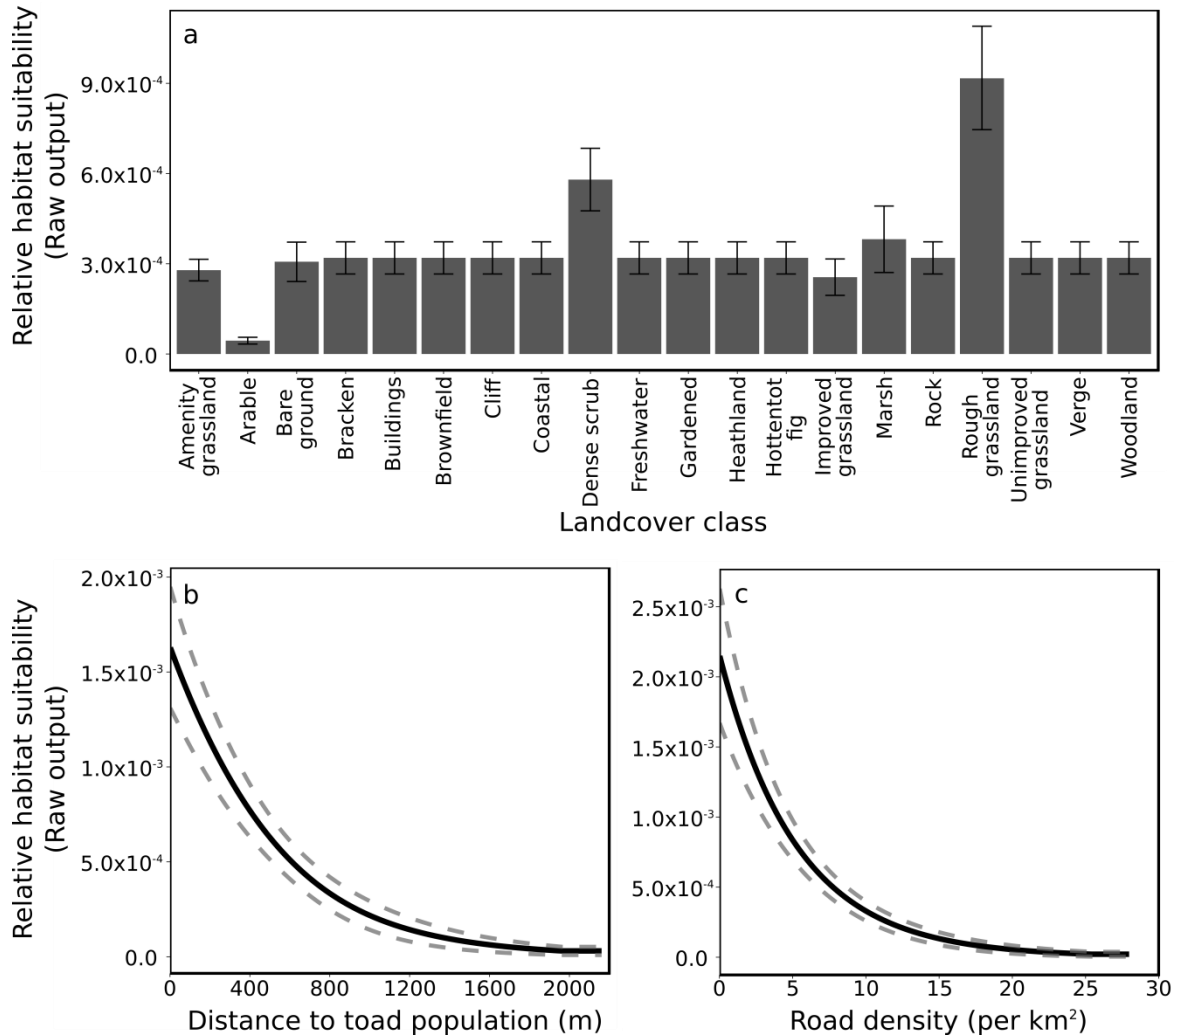 a
Relative habitat suitability
(Raw output)
9.0x10⁻⁴
6.0x10⁻⁴
3.0x10⁻⁴
0.0
Amenity
grassland
Arable
Bare
ground
Bracken
Buildings
Brownfield
Cliff
Coastal
Dense scrub
Freshwater
Gardened
Heathland
Hottentot
fig
Improved
grassland
Marsh
Rock
Rough
grassland
Unimproved
grassland
Verge
Woodland
Landcover class
b
Relative habitat suitability
(Raw output)
2.0x10⁻³
1.5x10⁻³
1.0x10⁻³
5.0x10⁻⁴
0.0
0 400 800 1200 1600 2000
Distance to toad population (m)
c
2.5x10⁻³
2.0x10⁻³
1.5x10⁻³
1.0x10⁻³
5.0x10⁻⁴
0.0
0 5 10 15 20 25 30
Road density (per km²)